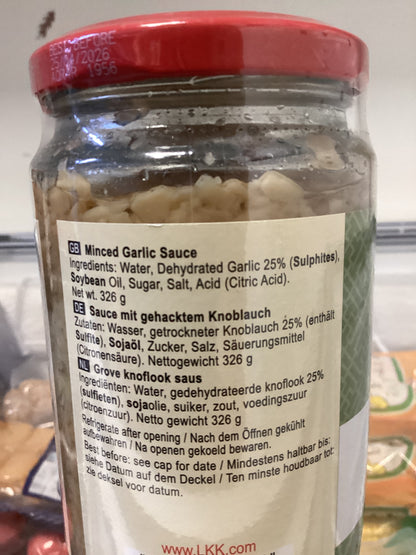 BEST BEFORE
2026
1956
GB Minced Garlic Sauce
Ingredients: Water, Dehydrated Garlic 25% (Sulphites),
Soybean Oil, Sugar, Salt, Acid (Citric Acid).
Net wt. 326 g
DE Sauce mit gehacktem Knoblauch
Zutaten: Wasser, getrockneter Knoblauch 25% (enthält
Sulfite), Sojaöl, Zucker, Salz, Säuerungsmittel
(Citronensäure). Nettogewicht 326 g
NL Grove knoflook saus
Ingrediënten: Water, gedehydrateerde knoflook 25%
(sulfieten), sojaolie, suiker, zout, voedingszuur
(citroenzuur). Netto gewicht 326 g
Refrigerate after opening / Nach dem Öffnen gekühlt
aufbewahren / Na openen gekoeld bewaren.
Best before: see cap for date / Mindestens haltbar bis:
siehe Datum auf dem Deckel / Ten minste houdbaar tot:
zie deksel voor datum.
www.LKK.com